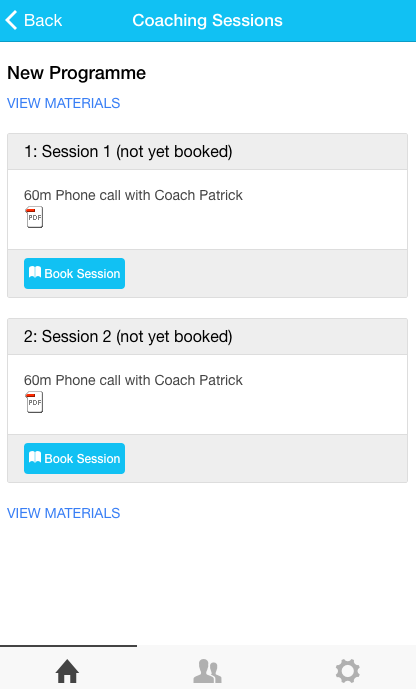 Back
Coaching Sessions
New Programme
VIEW MATERIALS
1: Session 1 (not yet booked)
60m Phone call with Coach Patrick
PDF
Book Session
2: Session 2 (not yet booked)
60m Phone call with Coach Patrick
PDF
Book Session
VIEW MATERIALS